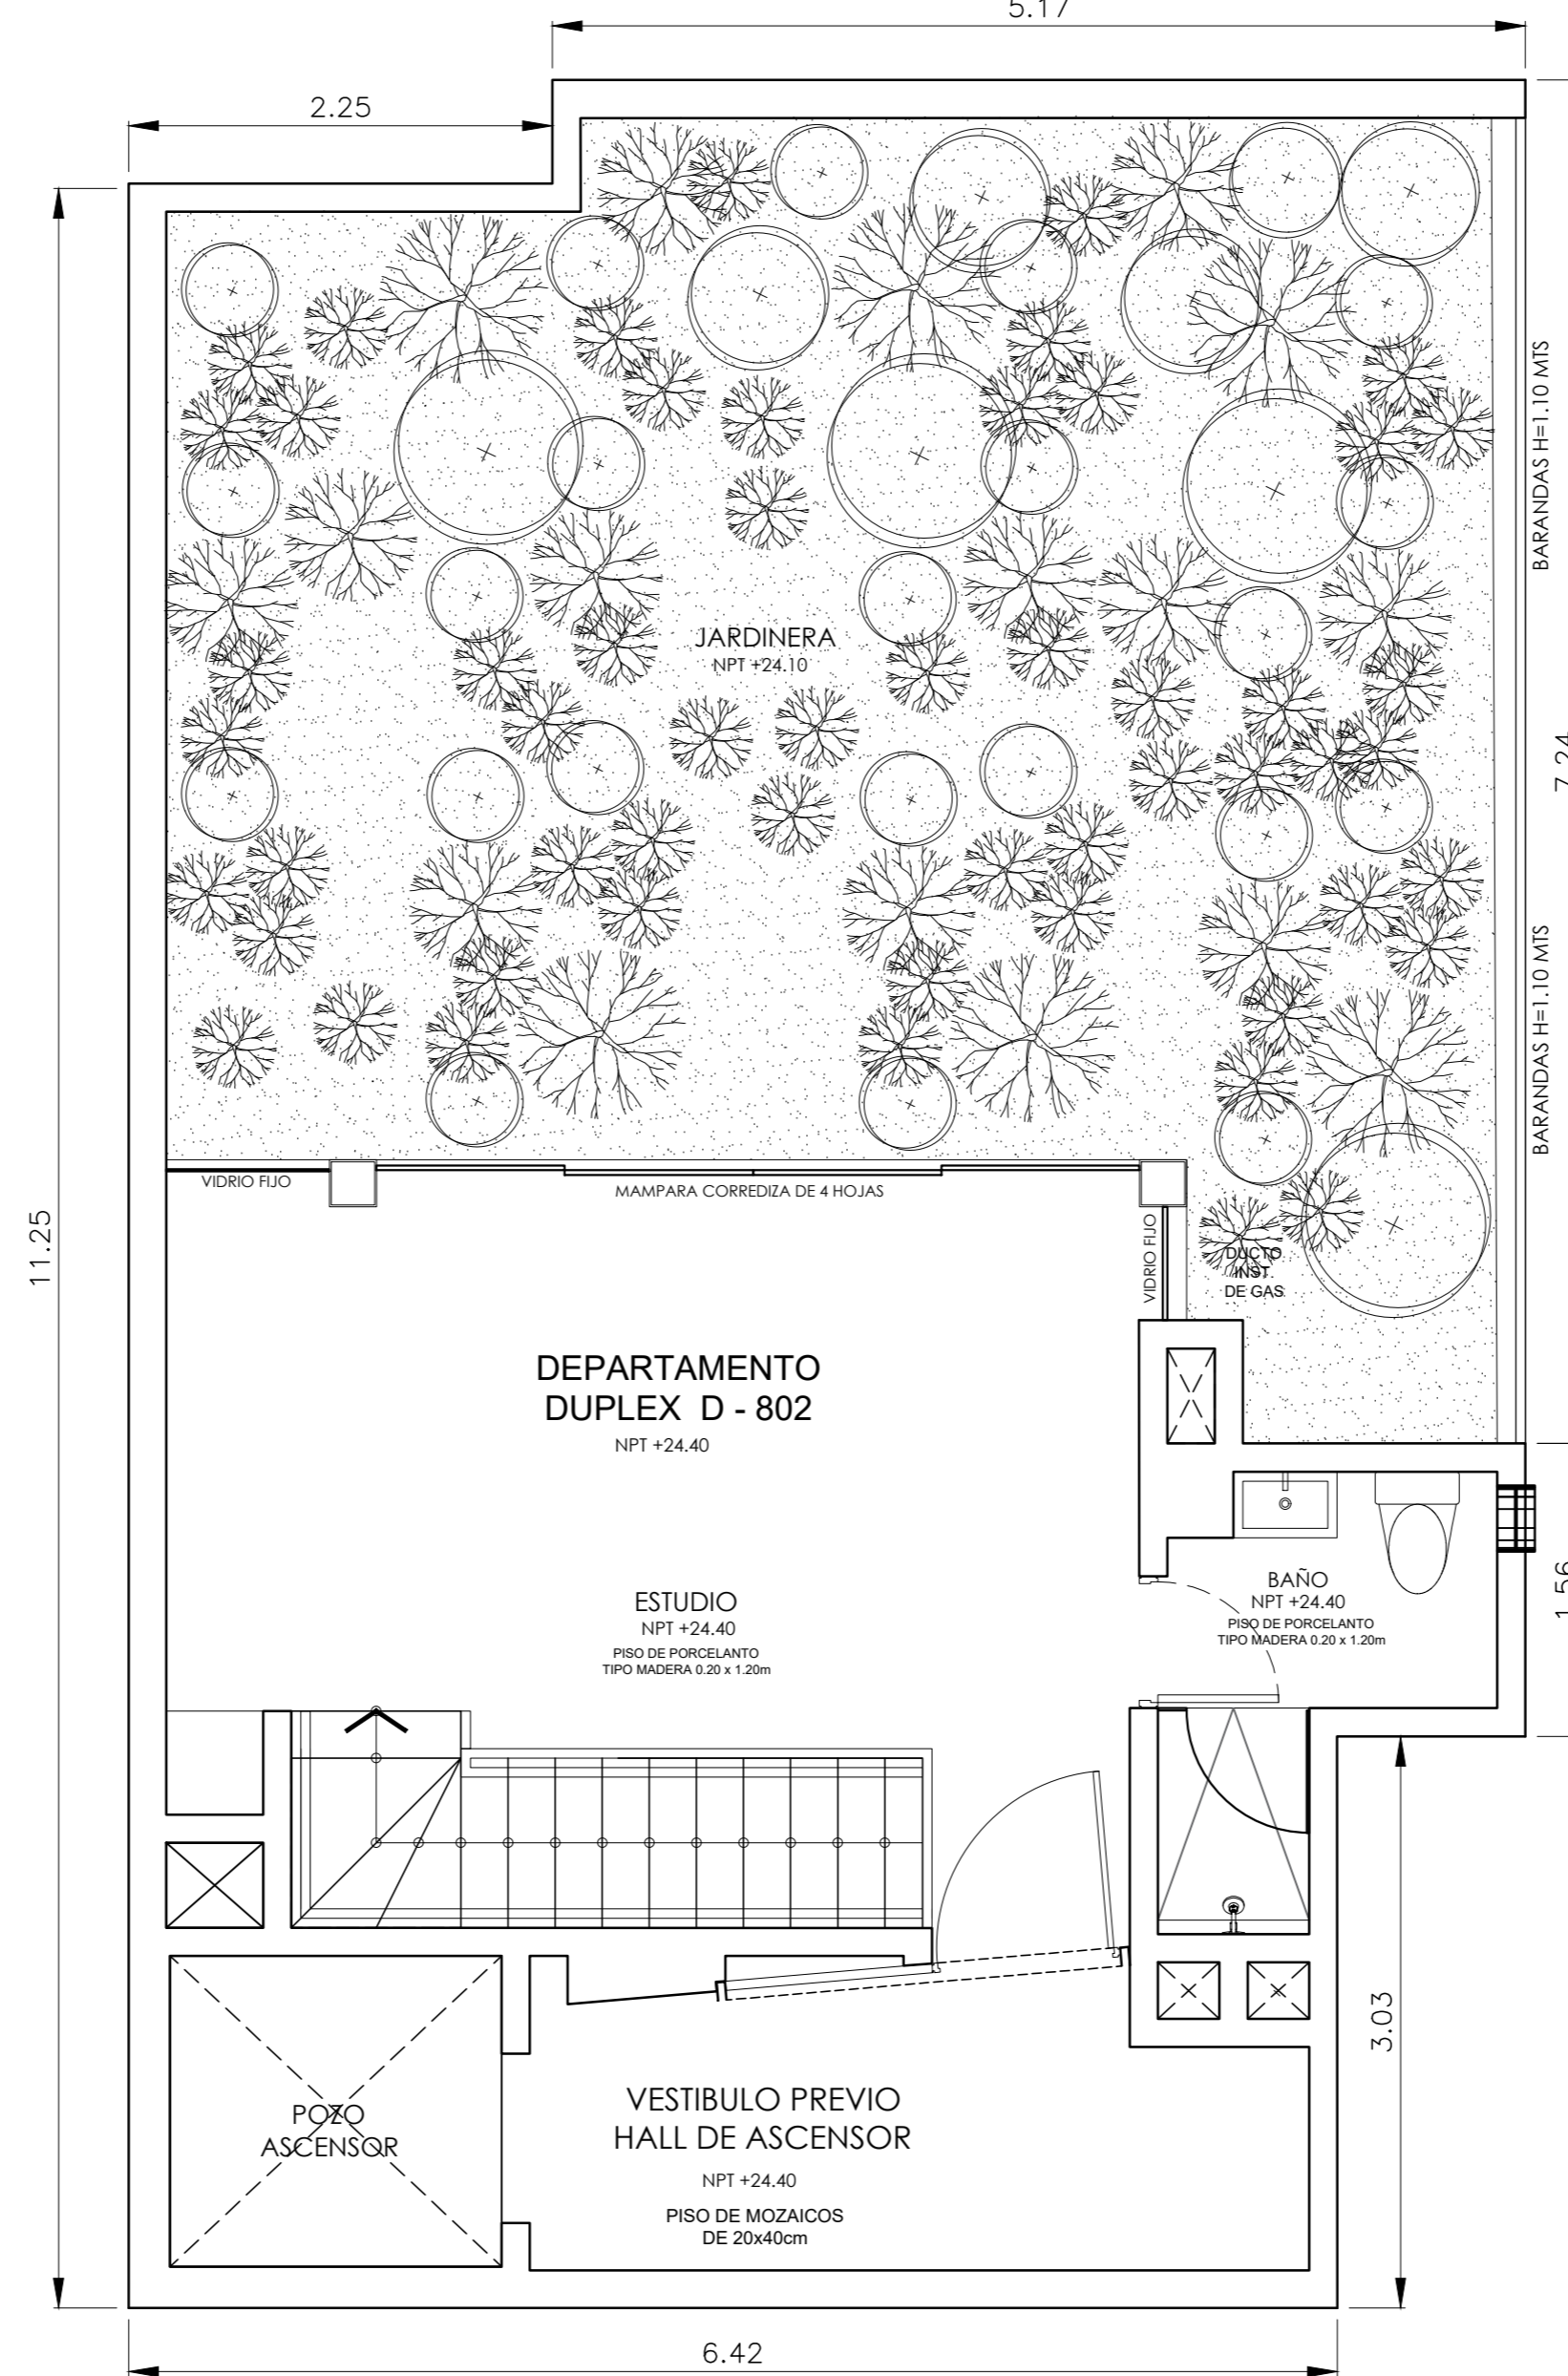 5.17
2.25
BARANDAS H=1.10 MTS
JARDINERA
NPT +24.10
7.24
BARANDAS H=1.10 MTS
VIDRIO FIJO
MAMPARA CORREDIZA DE 4 HOJAS
VIDRIO FIJO
11.25
DUCTO
INST.
DE GAS
DEPARTAMENTO
DUPLEX D - 802
NPT +24.40
ESTUDIO
NPT +24.40
PISO DE PORCELANTO
TIPO MADERA 0.20 x 1.20m
BAÑO
NPT +24.40
PISO DE PORCELANTO
TIPO MADERA 0.20 x 1.20m
1.56
3.03
POZO
ASCENSOR
VESTIBULO PREVIO
HALL DE ASCENSOR
NPT +24.40
PISO DE MOZAICOS
DE 20x40cm
6.42